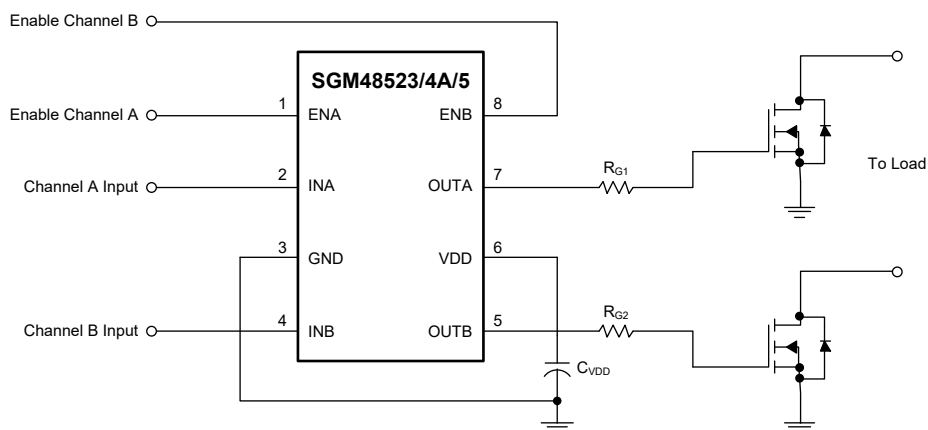 Enable Channel B
SGM48523/4A/5
Enable Channel A
1
ENA
ENB
8
Channel A Input
2
INA
OUTA
7
RG1
To Load
3
GND
VDD
6
Channel B Input
4
INB
OUTB
5
RG2
CVDD